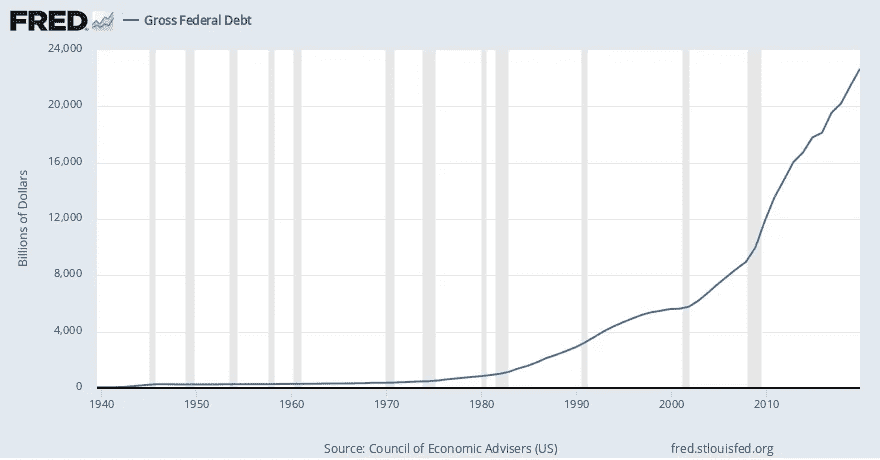 FRED — Gross Federal Debt
24,000
20,000
16,000
12,000
8,000
4,000
0
Billions of Dollars
1940 1950 1960 1970 1980 1990 2000 2010
Source: Council of Economic Advisers (US) fred.stlouisfed.org